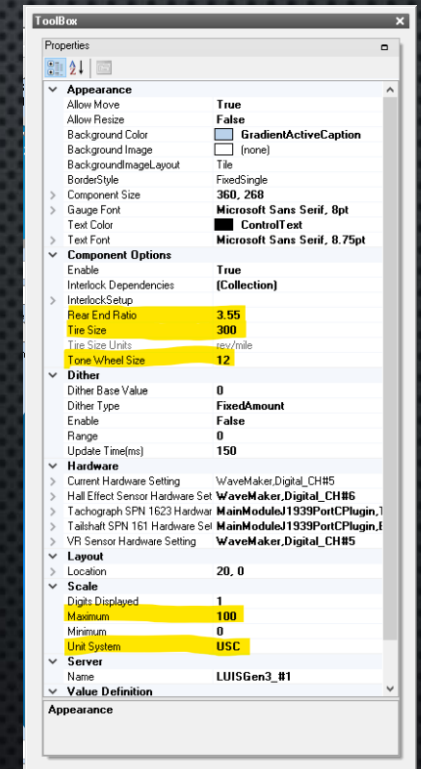 ToolBox x
Properties
Appearance
Allow Move True
Allow Resize False
Background Color GradientActiveCaption
Background Image (none)
BackgroundImageLayout Tile
BorderStyle FixedSingle
Component Size 360, 268
Gauge Font Microsoft Sans Serif, 8pt
Text Color ControlText
Text Font Microsoft Sans Serif, 8.75pt
Component Options
Enable True
Interlock Dependencies (Collection)
InterlockSetup
Rear End Ratio 3.55
Tire Size 300
Tire Size Units rev/mile
Tone Wheel Size 12
Dither
Dither Base Value 0
Dither Type FixedAmount
Enable False
Range 0
Update Time(ms) 150
Hardware
Current Hardware Setting WaveMaker,Digital_CH#5
Hall Effect Sensor Hardware Set WaveMaker,Digital_CH#6
Tachograph SPN 1623 Hardwar MainModuleJ1939PortCPlugin,
Tailshaft SPN 161 Hardware Set MainModuleJ1939PortCPlugin,
VR Sensor Hardware Setting WaveMaker,Digital_CH#5
Layout
Location 20, 0
Scale
Digits Displayed 1
Maximum 100
Minimum 0
Unit System USC
Server
Name LUISGen3_#1
Value Definition
Appearance